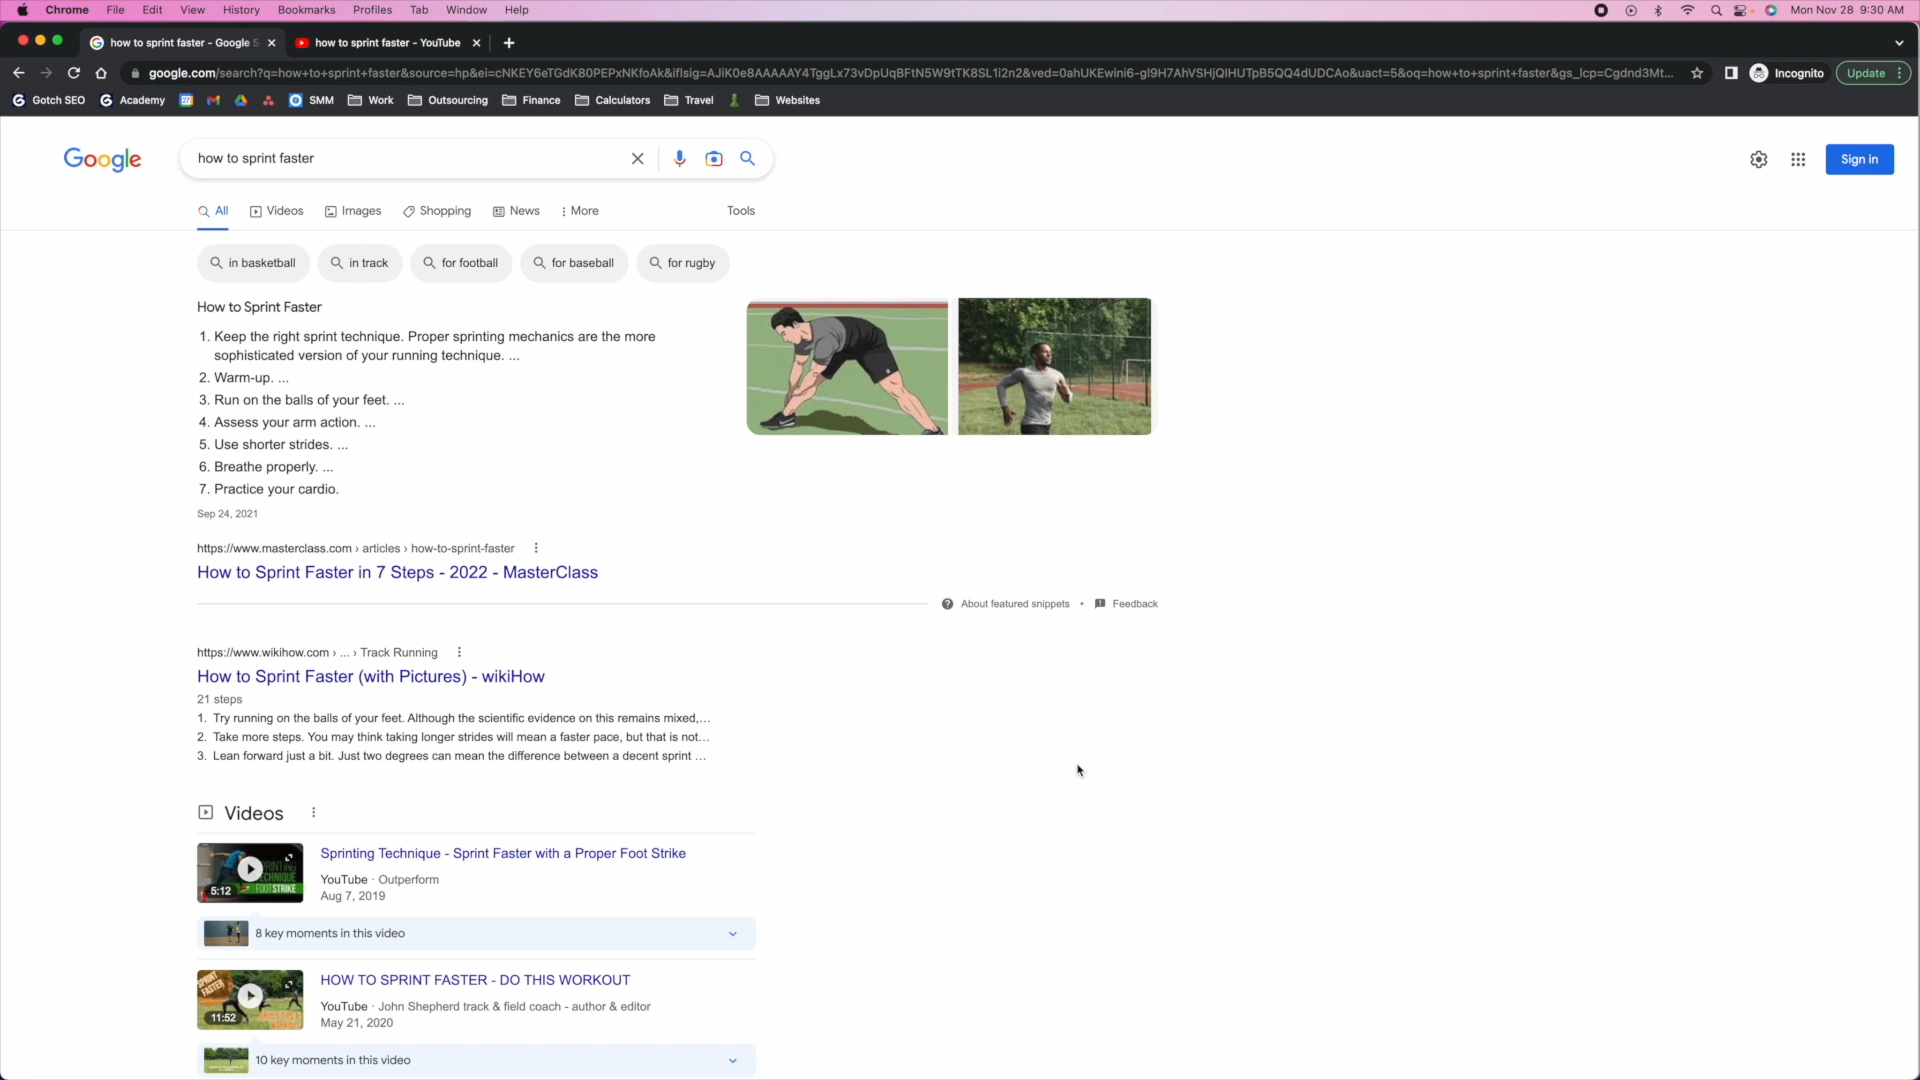 Chrome File Edit View History Bookmarks Profiles Tab Window Help
Mon Nov 28 9:30 AM
how to sprint faster - Google S
how to sprint faster - YouTube
google.com/search?q=how+to+sprint+faster&source=hp&ei=cNKEY6eTGdK80PEPxNKfoAk&iflsig=AJiK0e8AAAAAY4TggLx73vDpUqBFtN5W9tTK8SL1i2n2&ved=0ahUKEwini6-gl9H7AhVSHjQIHUTpB5QQ4dUDCAo&uact=5&oq=how+to+sprint+faster&gs_lcp=Cgdnd3Mt...
Incognito
Update
Gotch SEO Academy SMM Work Outsourcing Finance Calculators Travel Websites
Google
how to sprint faster
Sign in
All Videos Images Shopping News More Tools
in basketball in track for football for baseball for rugby
How to Sprint Faster
1. Keep the right sprint technique. Proper sprinting mechanics are the more
sophisticated version of your running technique. ...
2. Warm-up. ...
3. Run on the balls of your feet. ...
4. Assess your arm action. ...
5. Use shorter strides. ...
6. Breathe properly. ...
7. Practice your cardio.
Sep 24, 2021
https://www.masterclass.com › articles › how-to-sprint-faster
How to Sprint Faster in 7 Steps - 2022 - MasterClass
About featured snippets • Feedback
https://www.wikihow.com › ... › Track Running
How to Sprint Faster (with Pictures) - wikiHow
21 steps
1. Try running on the balls of your feet. Although the scientific evidence on this remains mixed,...
2. Take more steps. You may think taking longer strides will mean a faster pace, but that is not...
3. Lean forward just a bit. Just two degrees can mean the difference between a decent sprint ...
Videos
SPRINTING
TECHNIQUE
FOOTSTRIKE
5:12
Sprinting Technique - Sprint Faster with a Proper Foot Strike
YouTube · Outperform
Aug 7, 2019
8 key moments in this video
SPRINT
FASTER
WORKOUT
11:52
HOW TO SPRINT FASTER - DO THIS WORKOUT
YouTube · John Shepherd track & field coach - author & editor
May 21, 2020
10 key moments in this video